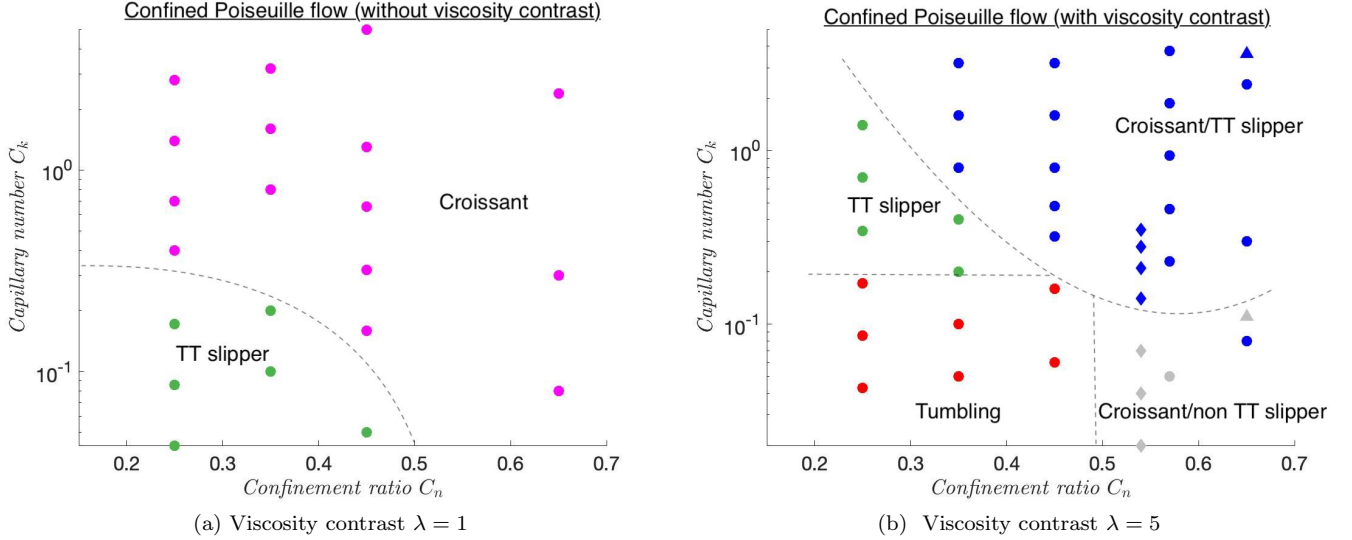 Confined Poiseuille flow (without viscosity contrast)
10^0
10^-1
Capillary number C_k
Croissant
TT slipper
0.2 0.3 0.4 0.5 0.6 0.7
Confinement ratio C_n
(a) Viscosity contrast λ = 1
Confined Poiseuille flow (with viscosity contrast)
10^0
10^-1
Capillary number C_k
Croissant/TT slipper
TT slipper
Tumbling
Croissant/non TT slipper
0.2 0.3 0.4 0.5 0.6 0.7
Confinement ratio C_n
(b) Viscosity contrast λ = 5